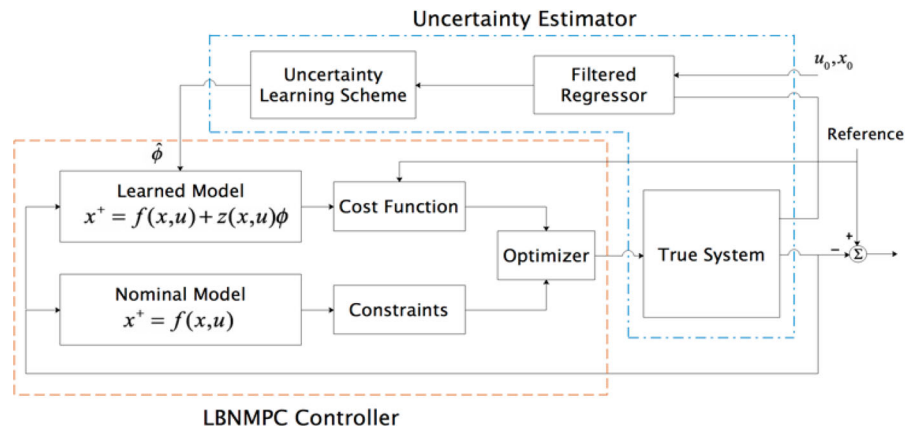 Uncertainty Estimator
u₀,x₀
Uncertainty
Learning Scheme
Filtered
Regressor
Reference
ϕ̂
Learned Model
x⁺ = f(x,u)+z(x,u)ϕ
Cost Function
+
−
Σ
Optimizer
True System
Nominal Model
x⁺ = f(x,u)
Constraints
LBNMPC Controller